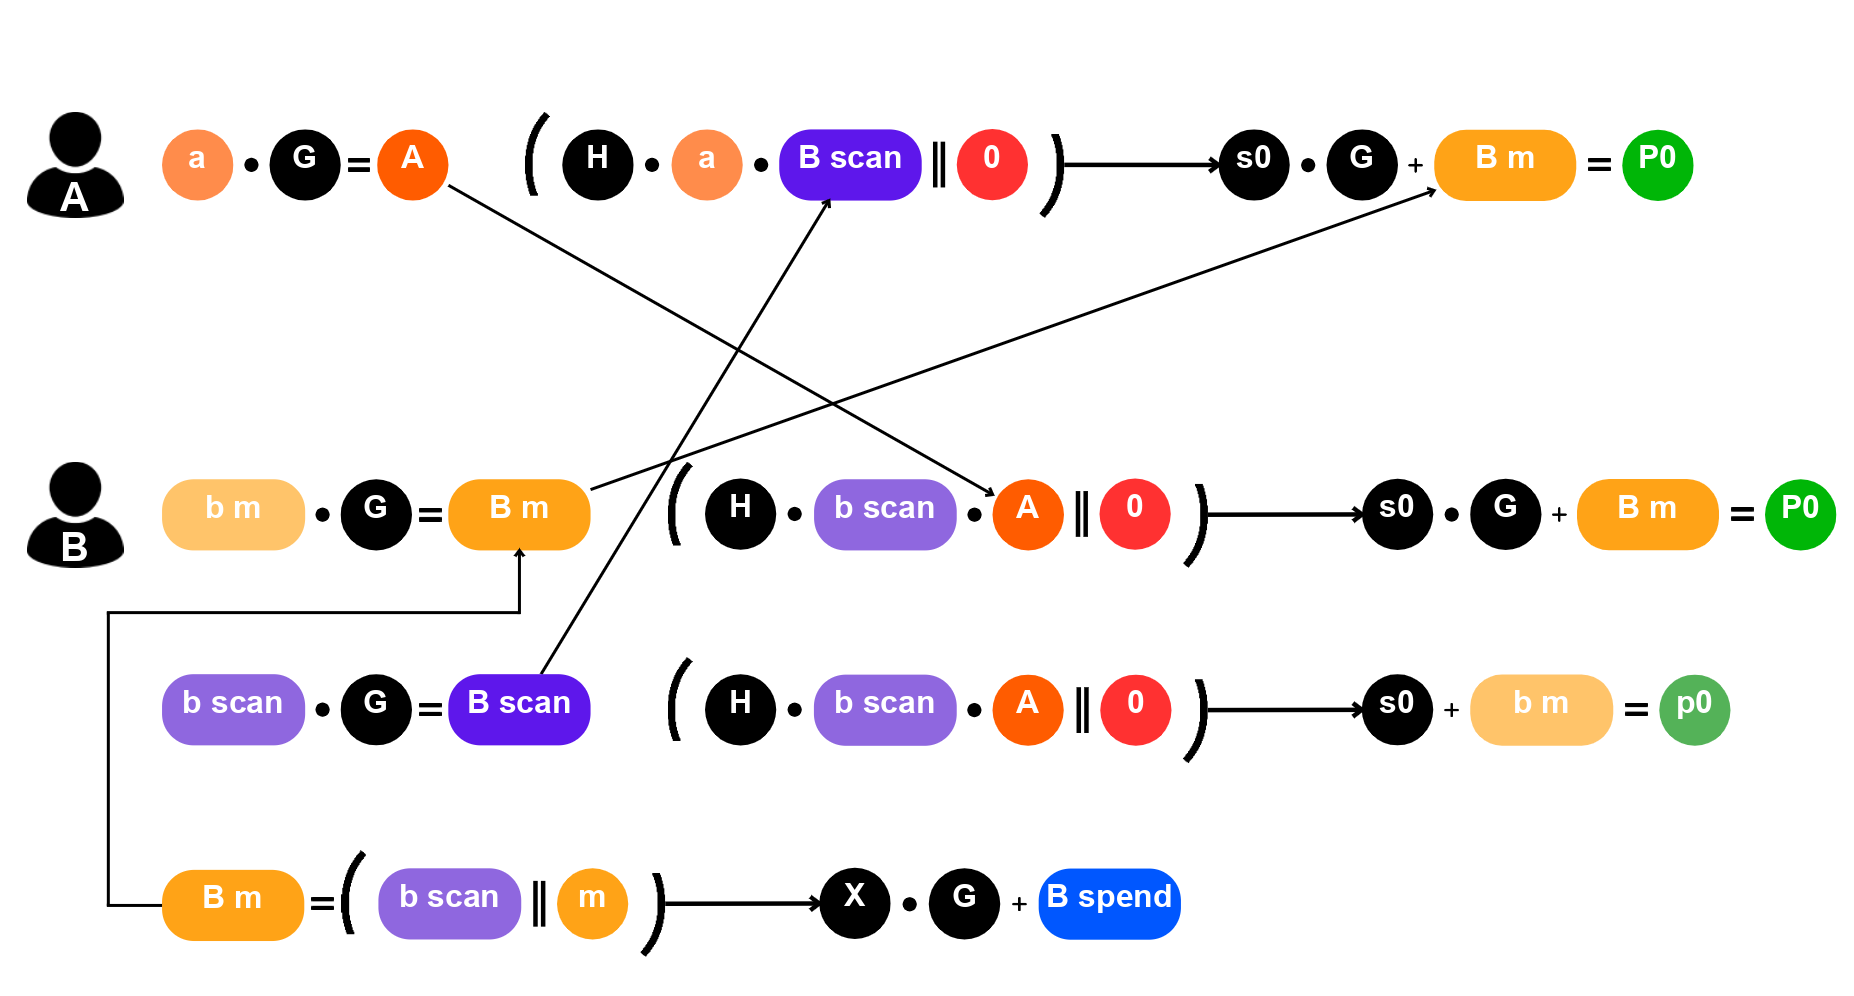 A a • G = A ( H • a • B scan || 0 ) s0 • G + B m = P0
B b m • G = B m ( H • b scan • A || 0 ) s0 • G + B m = P0
b scan • G = B scan ( H • b scan • A || 0 ) s0 + b m = p0
B m = ( b scan || m ) X • G + B spend